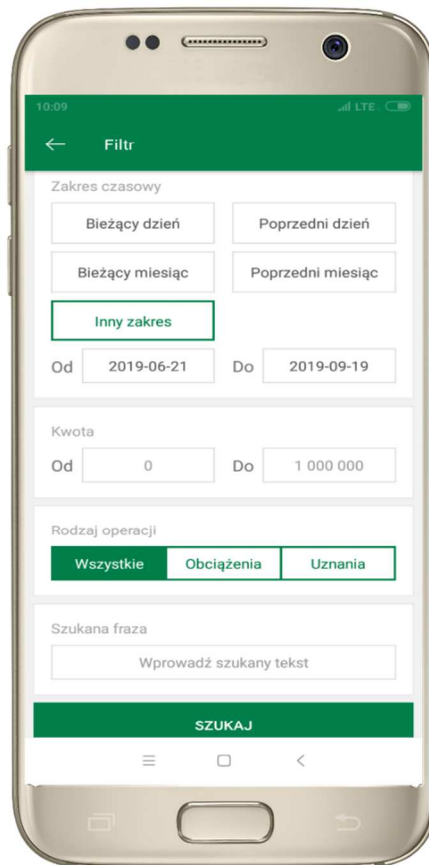 10:09 LTE
Filtr
Zakres czasowy
Bieżący dzień Poprzedni dzień
Bieżący miesiąc Poprzedni miesiąc
Inny zakres
Od 2019-06-21 Do 2019-09-19
Kwota
Od 0 Do 1 000 000
Rodzaj operacji
Wszystkie Obciążenia Uznania
Szukana fraza
Wprowadź szukany tekst
SZUKAJ